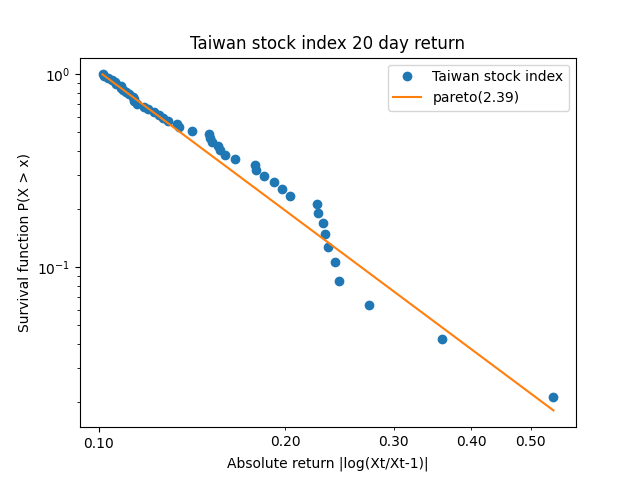 Taiwan stock index 20 day return
Taiwan stock index
pareto(2.39)
10^0
10^-1
Survival function P(X > x)
0.10
0.20
0.30
0.40
0.50
Absolute return |log(Xt/Xt-1)|